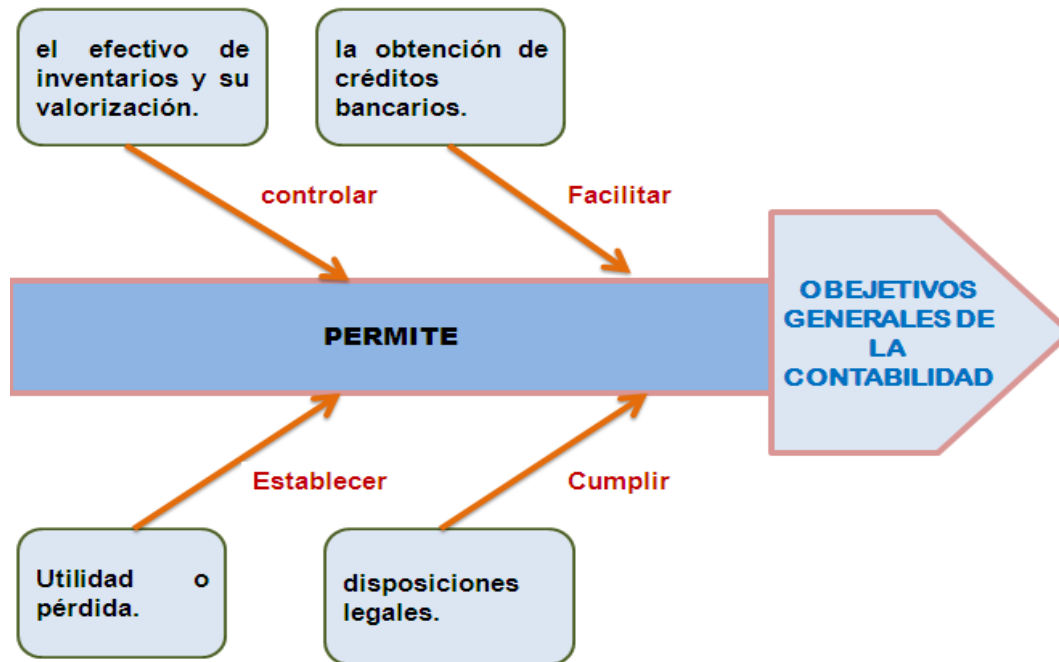 el efectivo de
inventarios y su
valorización.
la obtención de
créditos
bancarios.
controlar
Facilitar
PERMITE
OBEJETIVOS
GENERALES DE
LA
CONTABILIDAD
Establecer
Cumplir
Utilidad o
pérdida.
disposiciones
legales.